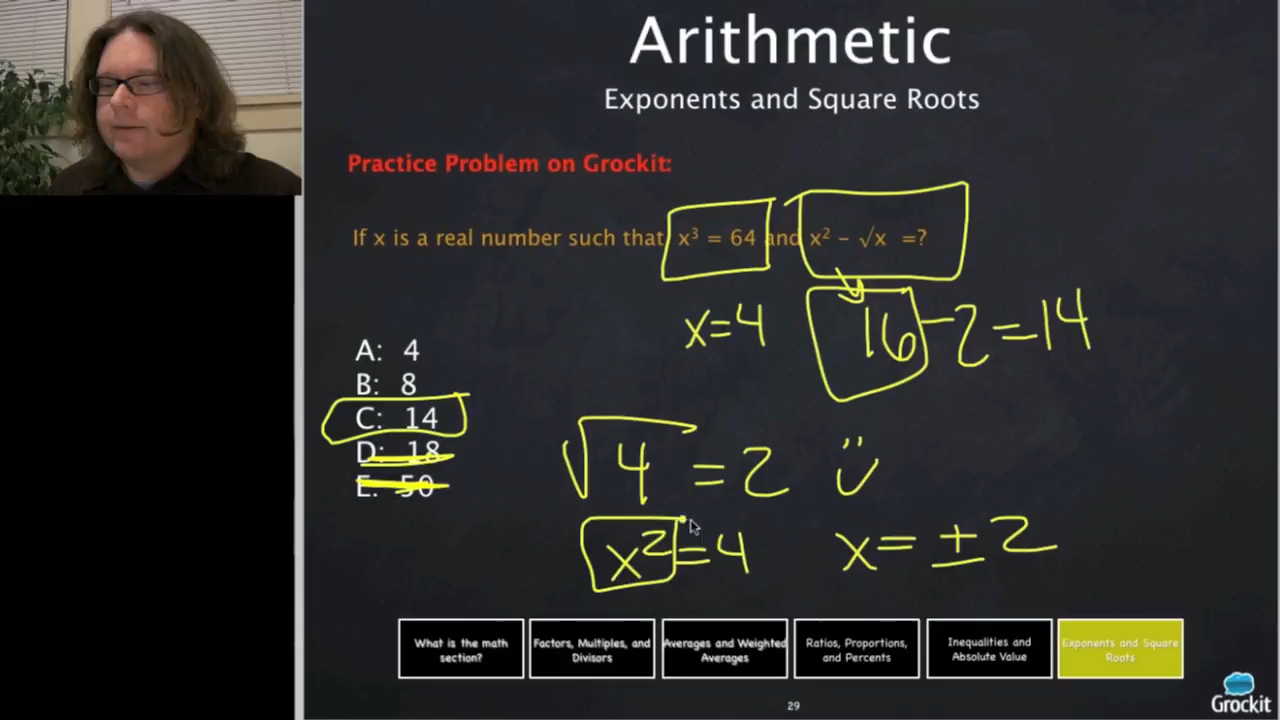 Arithmetic
Exponents and Square Roots
Practice Problem on Grockit:
If x is a real number such that x³ = 64 and x² – √x =?
x=4
16-2=14
A: 4
B: 8
C: 14
D: 18
E: 50
√4 = 2
x²=4 x= ±2
What is the math section?
Factors, Multiples, and Divisors
Averages and Weighted Averages
Ratios, Proportions, and Percents
Inequalities and Absolute Value
Exponents and Square Roots
29
Grockit